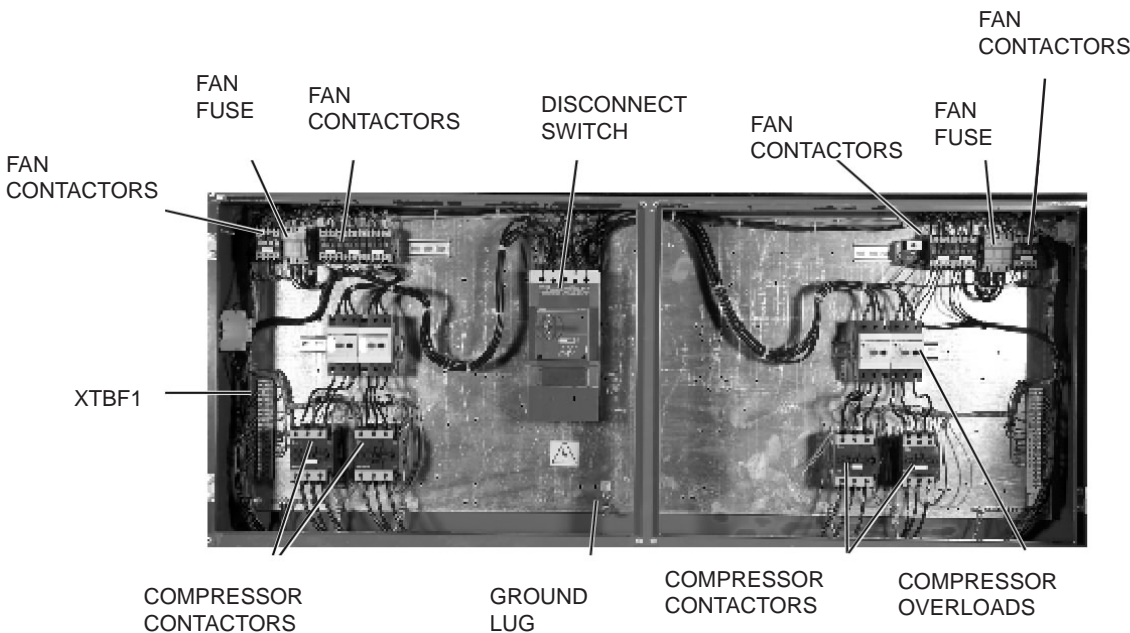 FAN
CONTACTORS
FAN
FUSE
FAN
CONTACTORS
DISCONNECT
SWITCH
FAN
CONTACTORS
FAN
FUSE
FAN
CONTACTORS
XTBF1
COMPRESSOR
CONTACTORS
GROUND
LUG
COMPRESSOR
CONTACTORS
COMPRESSOR
OVERLOADS